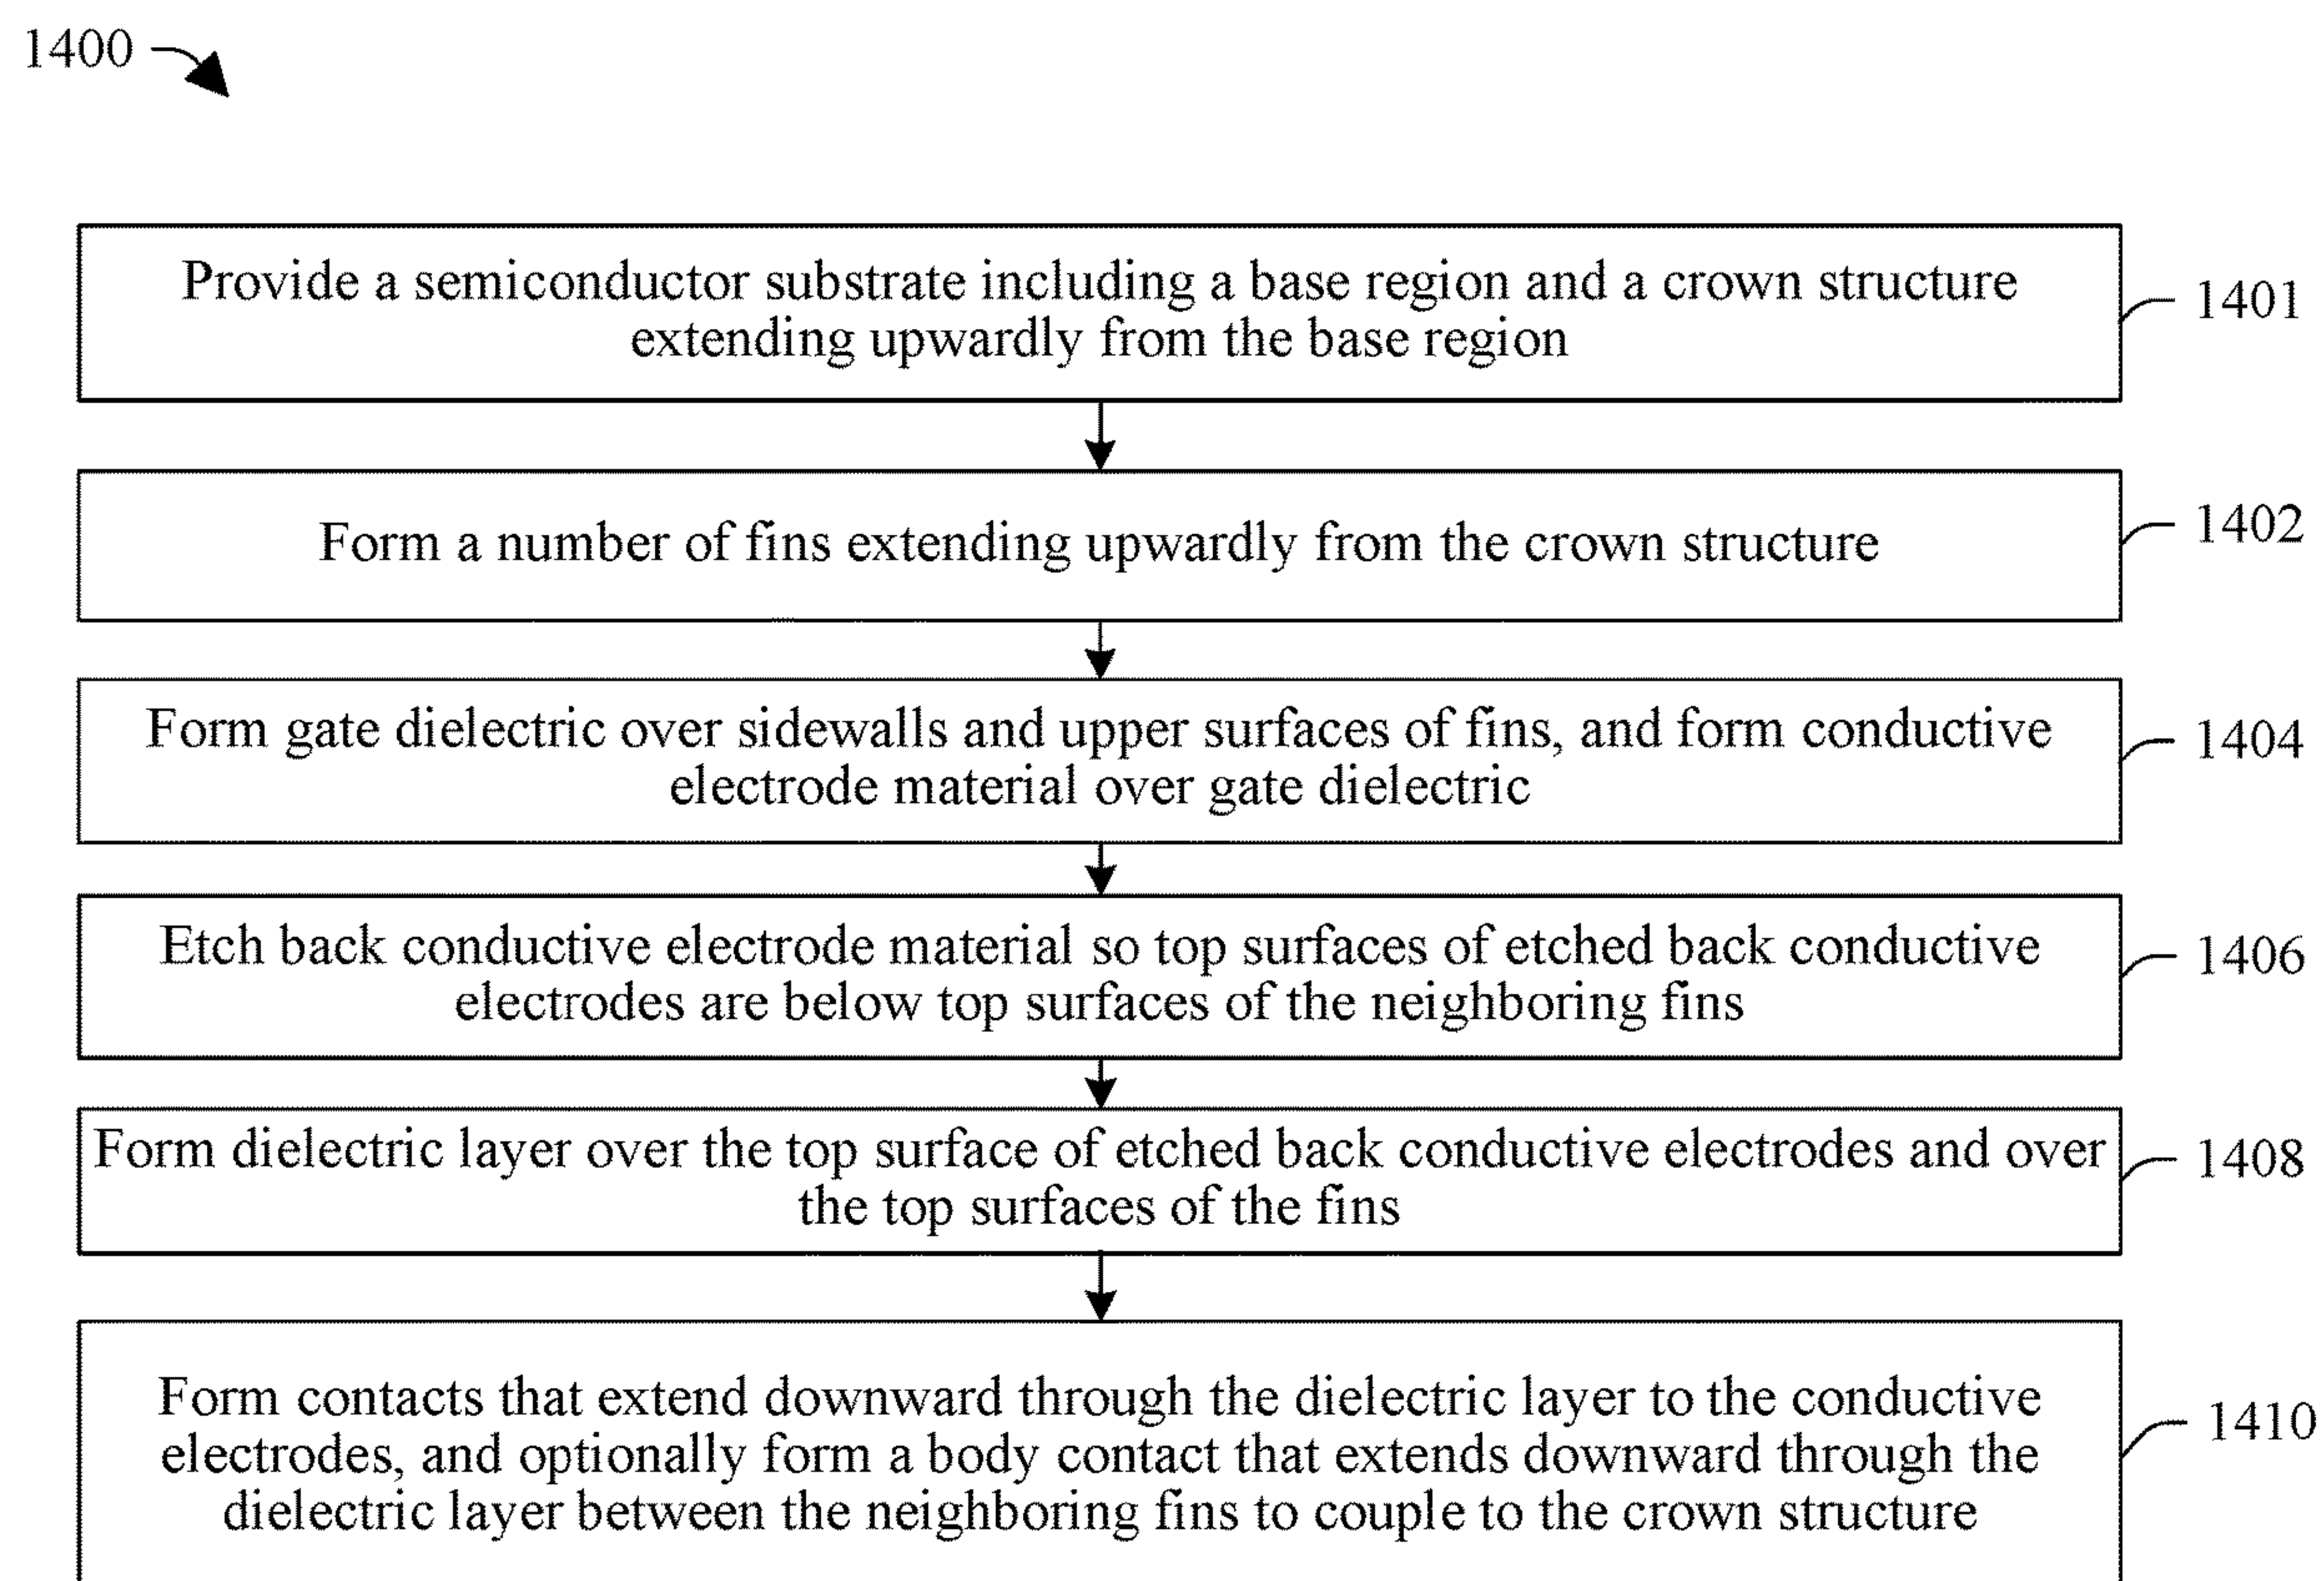 1400
Provide a semiconductor substrate including a base region and a crown structure
extending upwardly from the base region
1401
Form a number of fins extending upwardly from the crown structure
1402
Form gate dielectric over sidewalls and upper surfaces of fins, and form conductive
electrode material over gate dielectric
1404
Etch back conductive electrode material so top surfaces of etched back conductive
electrodes are below top surfaces of the neighboring fins
1406
Form dielectric layer over the top surface of etched back conductive electrodes and over
the top surfaces of the fins
1408
Form contacts that extend downward through the dielectric layer to the conductive
electrodes, and optionally form a body contact that extends downward through the
dielectric layer between the neighboring fins to couple to the crown structure
1410